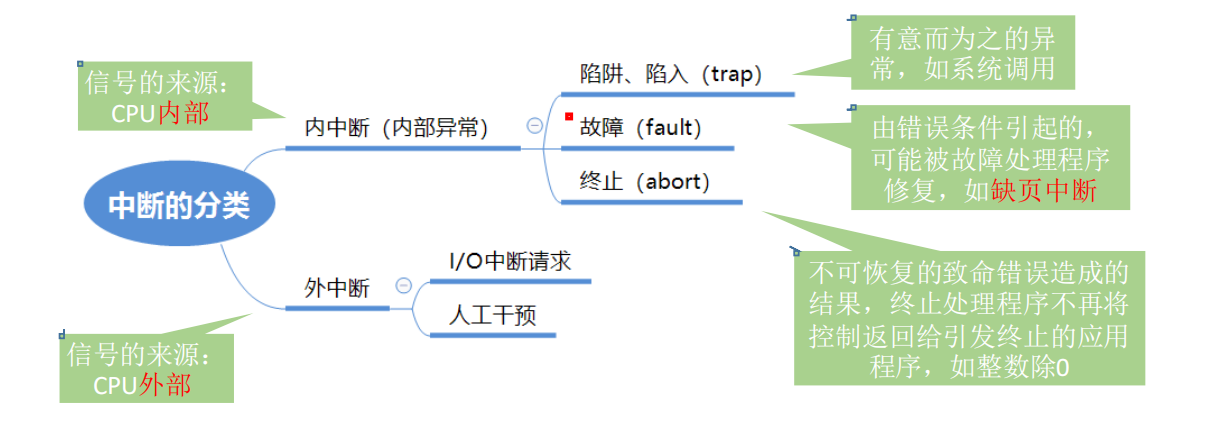 中断的分类
信号的来源：
CPU内部
内中断（内部异常）
陷阱、陷入（trap）
有意而为之的异
常，如系统调用
故障（fault）
由错误条件引起的，
可能被故障处理程序
修复，如缺页中断
终止（abort）
不可恢复的致命错误造成的
结果，终止处理程序不再将
控制返回给引发终止的应用
程序，如整数除0
信号的来源：
CPU外部
外中断
I/O中断请求
人工干预